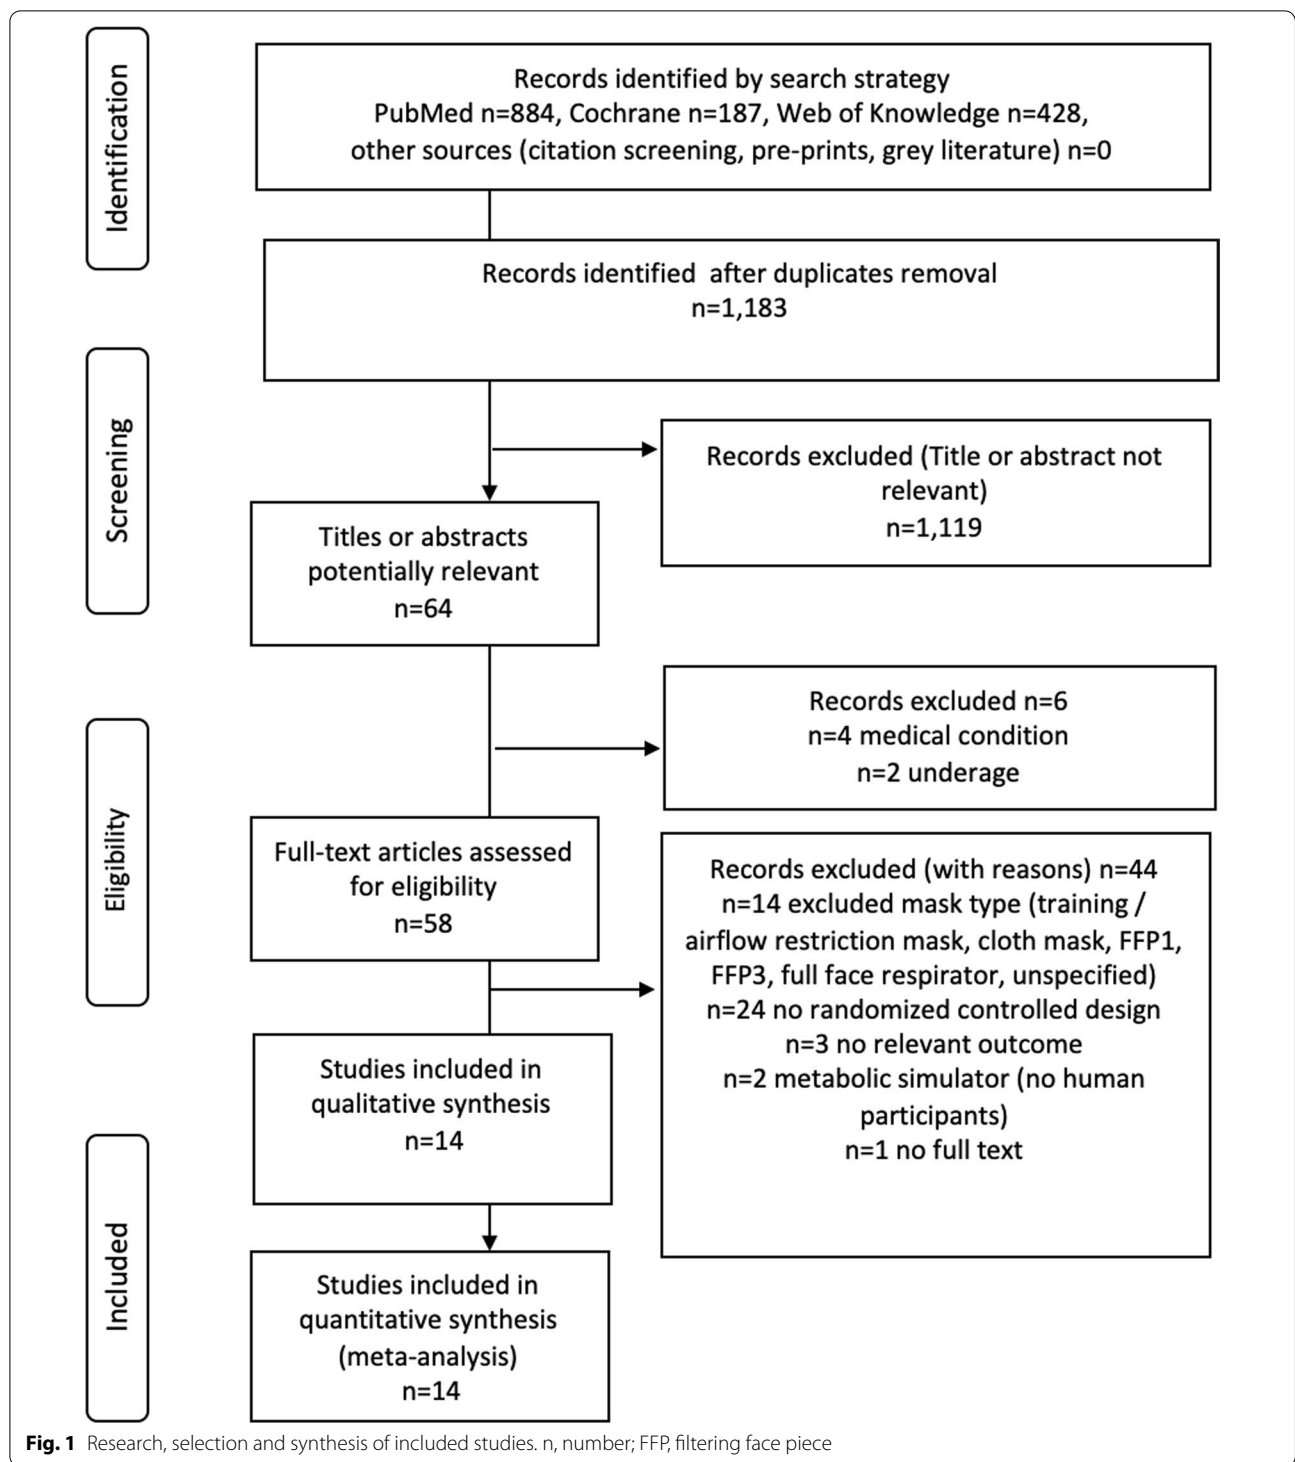 Identification
Records identified by search strategy
PubMed n=884, Cochrane n=187, Web of Knowledge n=428,
other sources (citation screening, pre-prints, grey literature) n=0
Records identified after duplicates removal
n=1,183
Screening
Records excluded (Title or abstract not
relevant)
n=1,119
Titles or abstracts
potentially relevant
n=64
Eligibility
Records excluded n=6
n=4 medical condition
n=2 underage
Full-text articles assessed
for eligibility
n=58
Records excluded (with reasons) n=44
n=14 excluded mask type (training /
airflow restriction mask, cloth mask, FFP1,
FFP3, full face respirator, unspecified)
n=24 no randomized controlled design
n=3 no relevant outcome
n=2 metabolic simulator (no human
participants)
n=1 no full text
Studies included in
qualitative synthesis
n=14
Included
Studies included in
quantitative synthesis
(meta-analysis)
n=14
Fig. 1 Research, selection and synthesis of included studies. n, number; FFP, filtering face piece